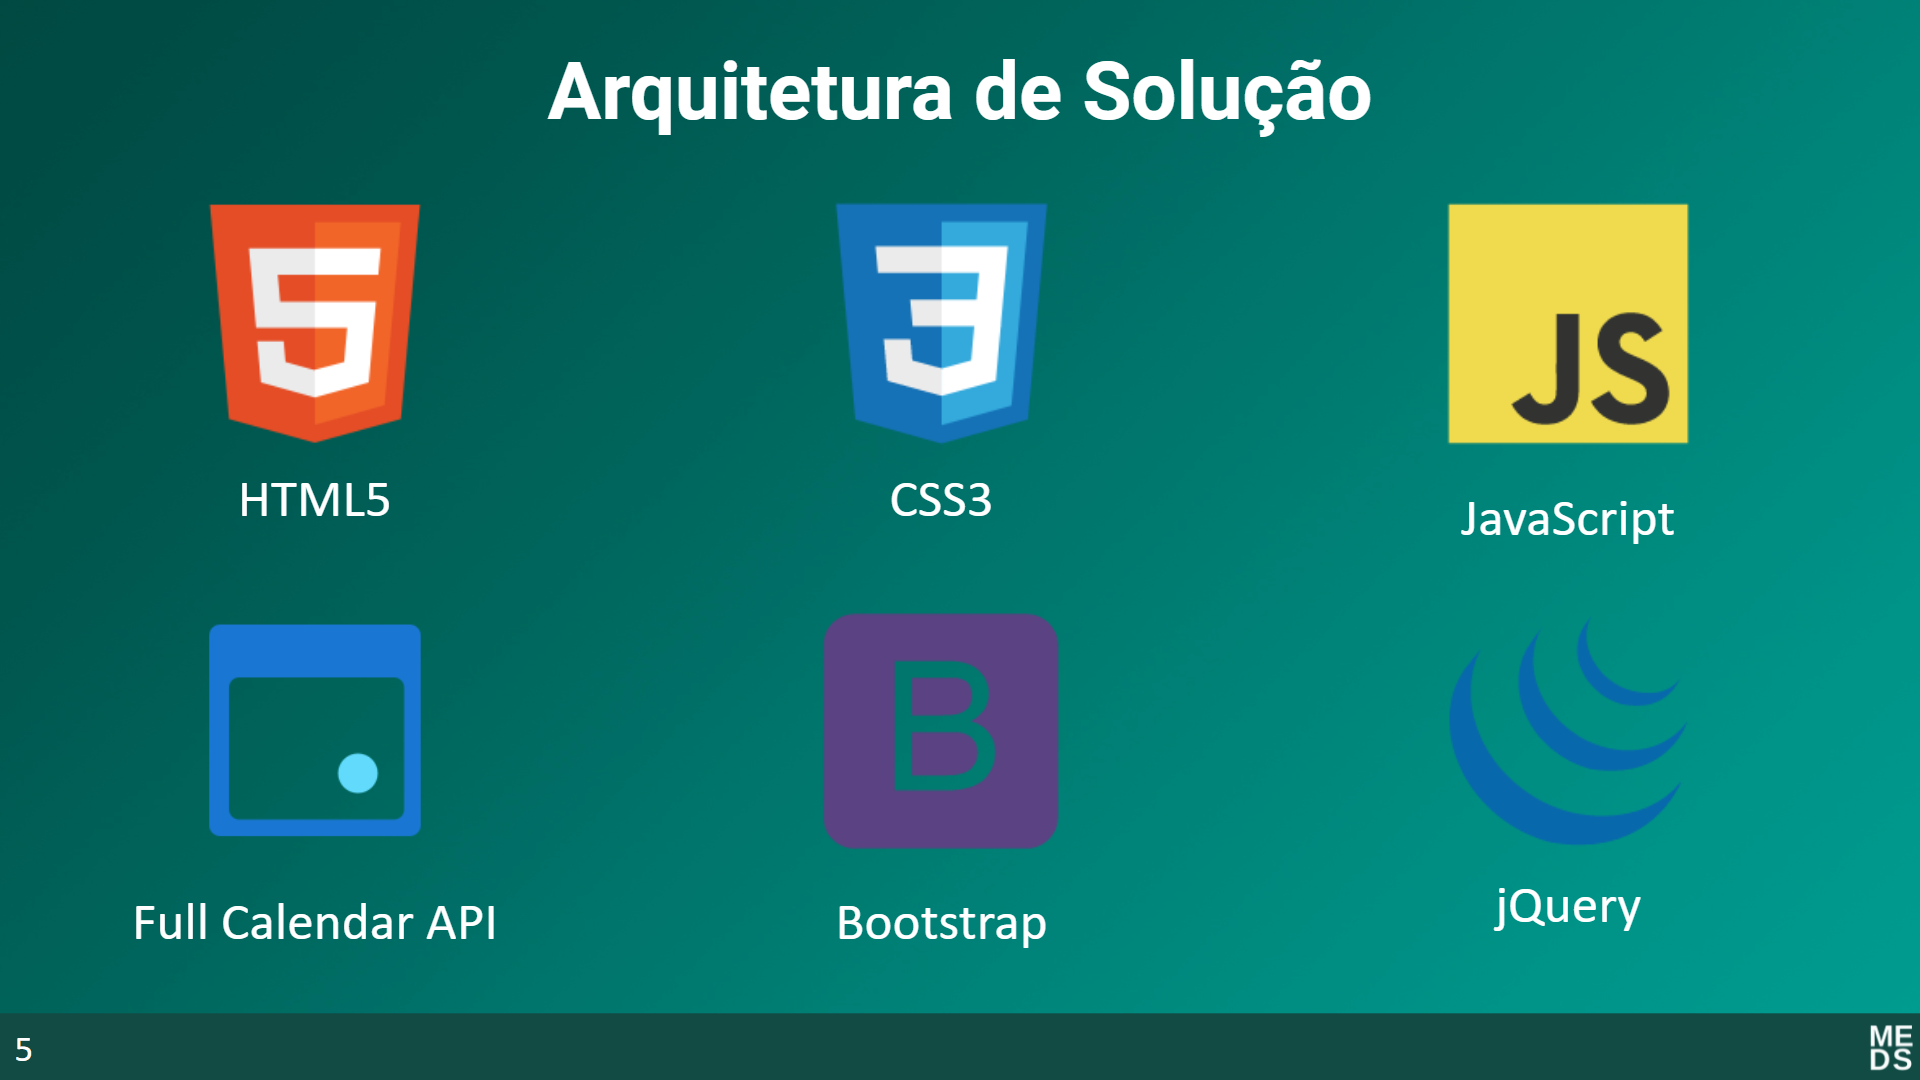 Arquitetura de Solução
5
3
JS
HTML5
CSS3
JavaScript
B
Full Calendar API
Bootstrap
jQuery
5
ME
DS